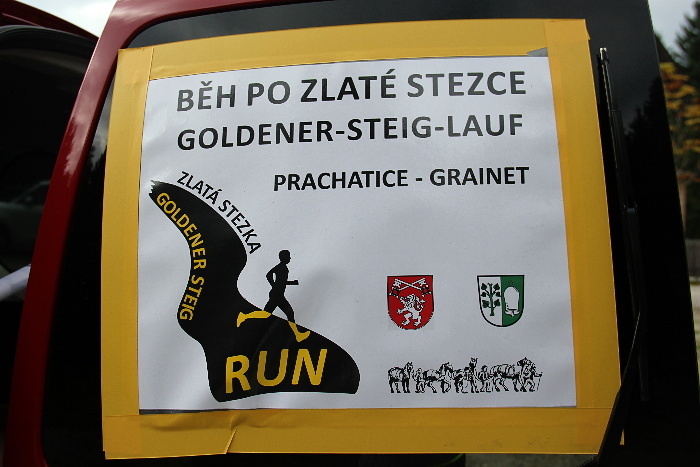 BĚH PO ZLATÉ STEZCE
GOLDENER-STEIG-LAUF
PRACHATICE - GRAINET
ZLATÁ STEZKA
GOLDENER STEIG
RUN